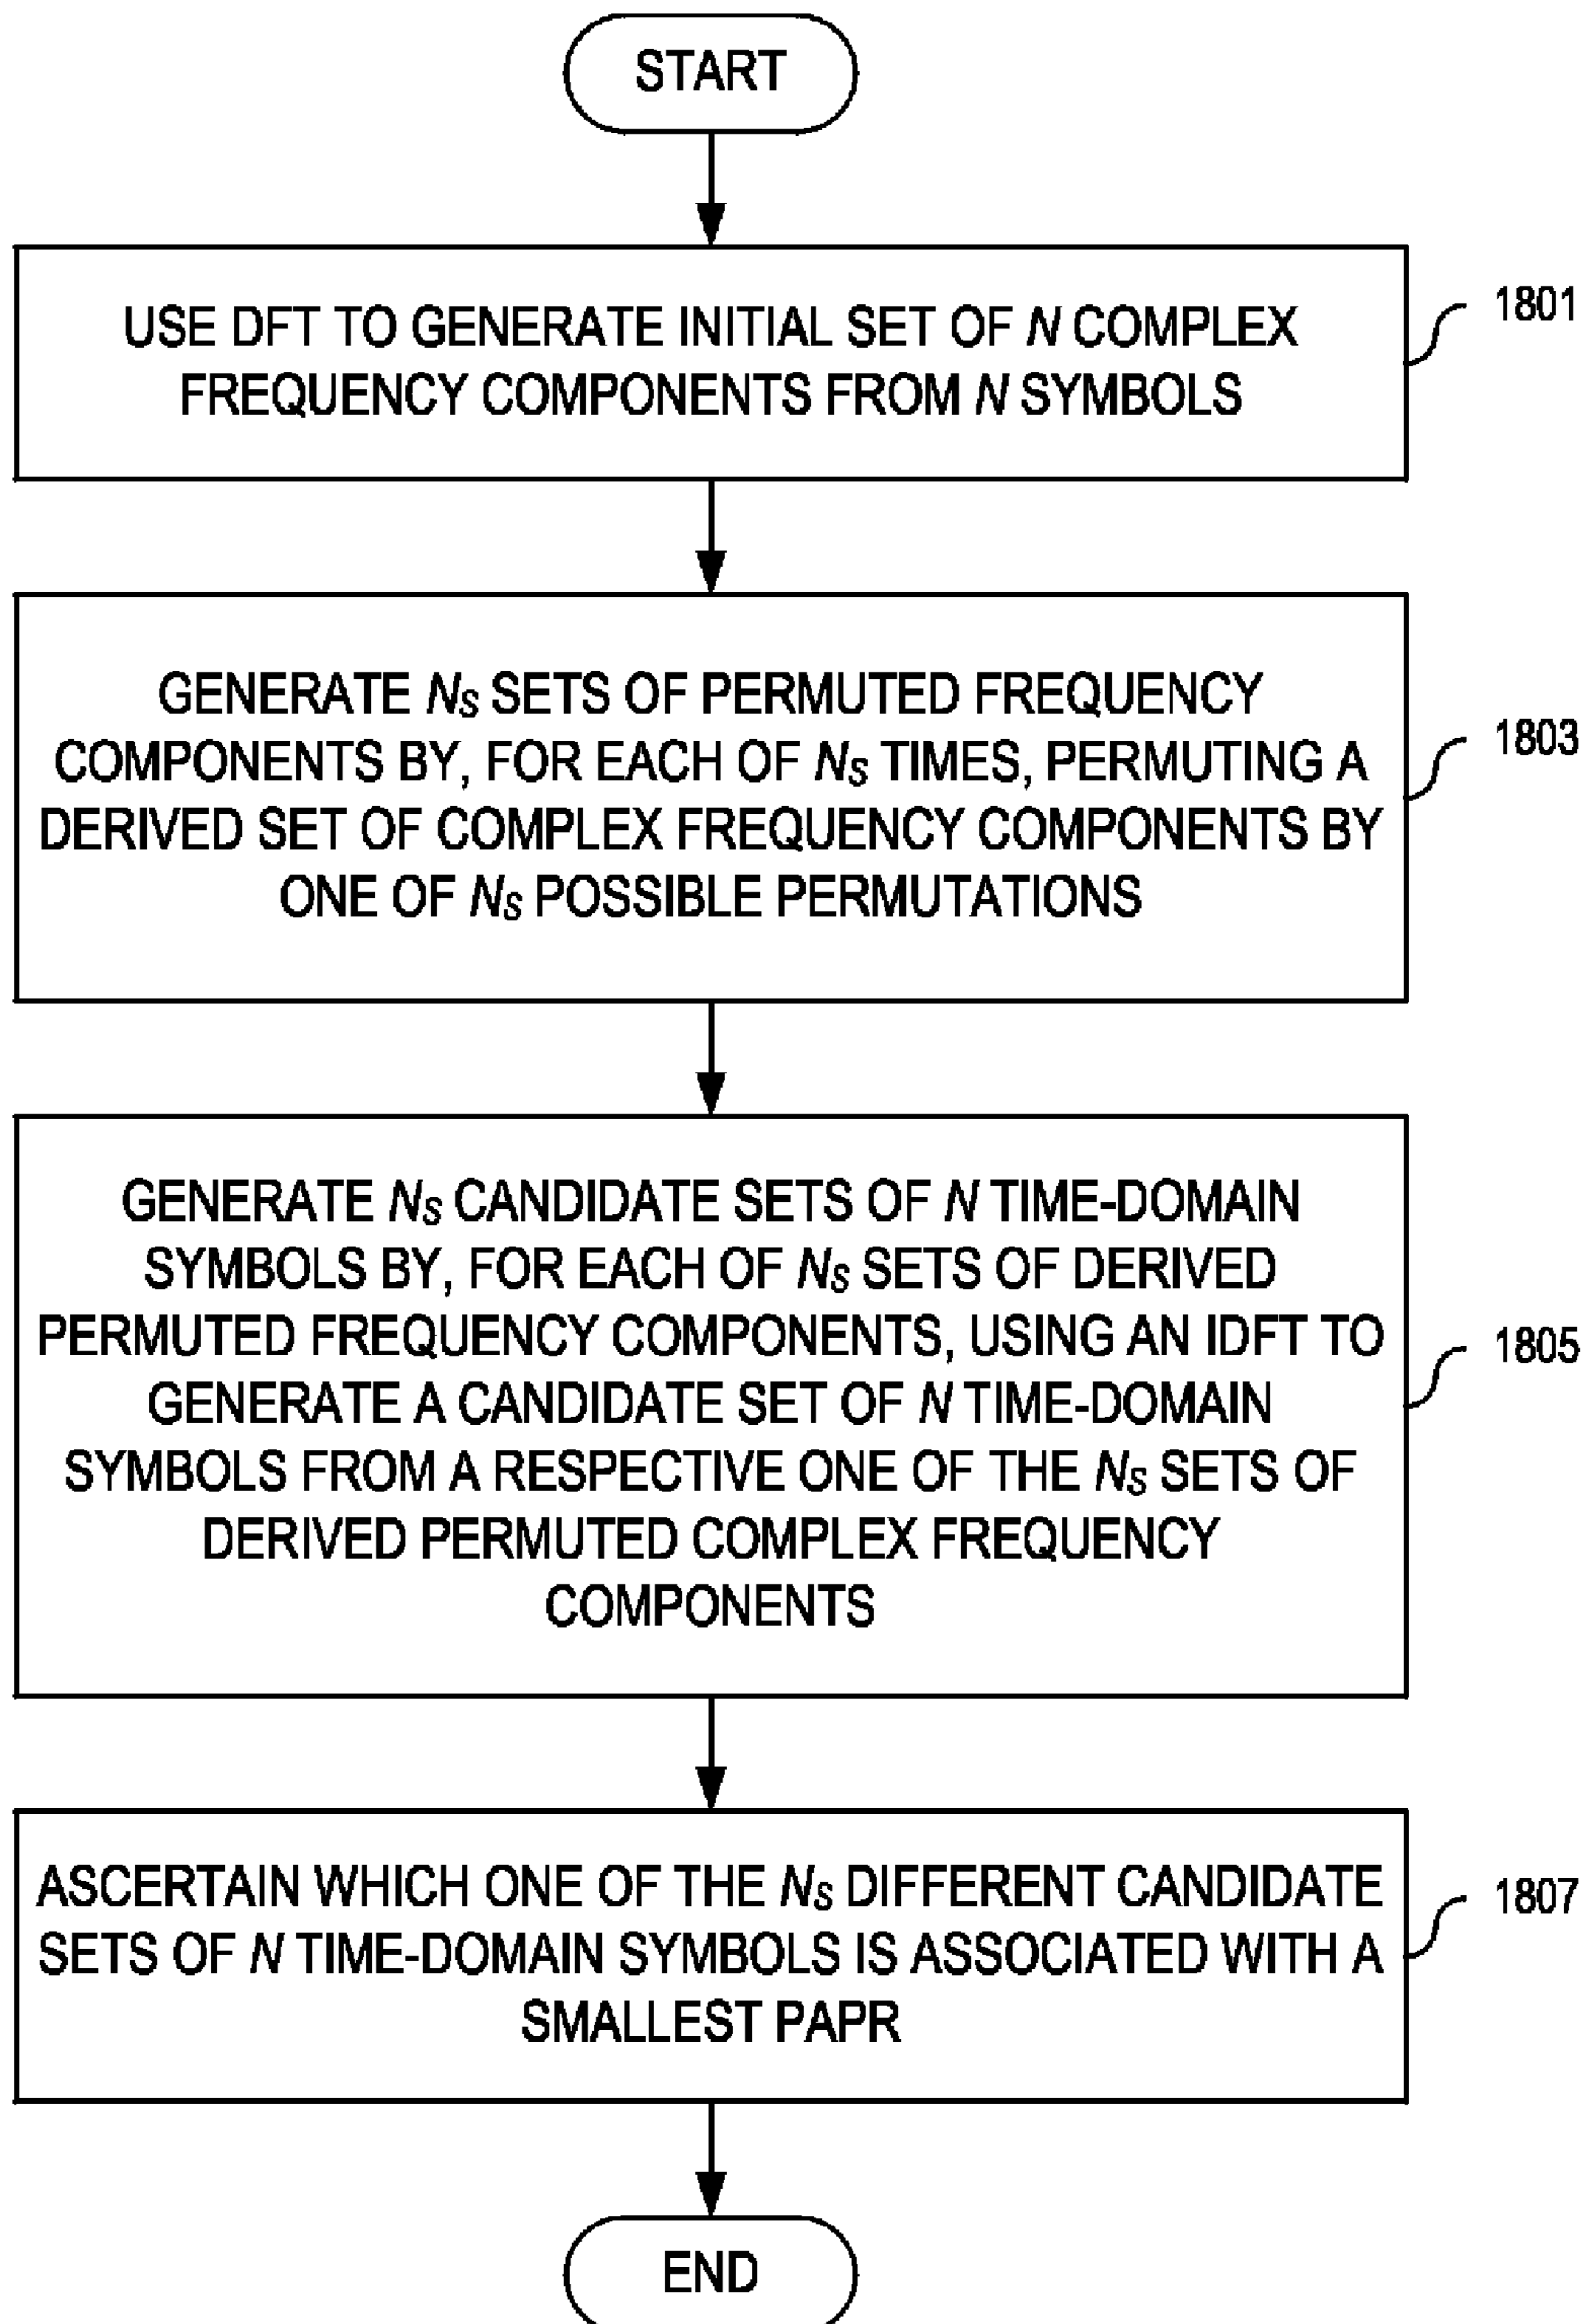 START
USE DFT TO GENERATE INITIAL SET OF N COMPLEX
FREQUENCY COMPONENTS FROM N SYMBOLS
1801
GENERATE NS SETS OF PERMUTED FREQUENCY
COMPONENTS BY, FOR EACH OF NS TIMES, PERMUTING A
DERIVED SET OF COMPLEX FREQUENCY COMPONENTS BY
ONE OF NS POSSIBLE PERMUTATIONS
1803
GENERATE NS CANDIDATE SETS OF N TIME-DOMAIN
SYMBOLS BY, FOR EACH OF NS SETS OF DERIVED
PERMUTED FREQUENCY COMPONENTS, USING AN IDFT TO
GENERATE A CANDIDATE SET OF N TIME-DOMAIN
SYMBOLS FROM A RESPECTIVE ONE OF THE NS SETS OF
DERIVED PERMUTED COMPLEX FREQUENCY
COMPONENTS
1805
ASCERTAIN WHICH ONE OF THE NS DIFFERENT CANDIDATE
SETS OF N TIME-DOMAIN SYMBOLS IS ASSOCIATED WITH A
SMALLEST PAPR
1807
END